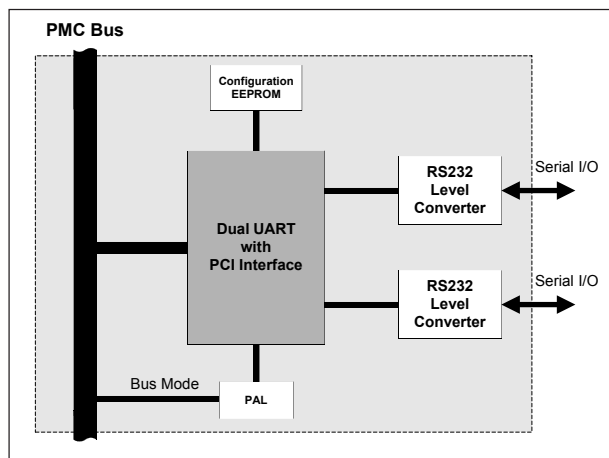 PMC Bus
Configuration
EEPROM
RS232
Level
Converter
Serial I/O
Dual UART
with
PCI Interface
RS232
Level
Converter
Serial I/O
Bus Mode
PAL